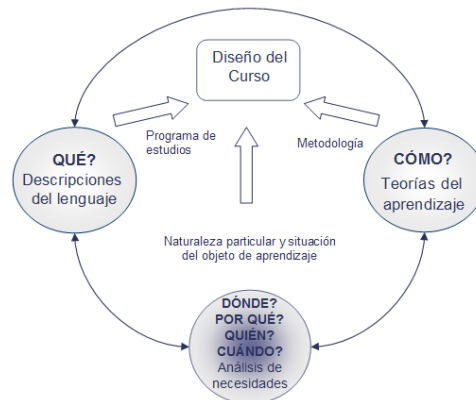 Diseño del
Curso
Programa de
estudios
Metodología
QUÉ?
Descripciones
del lenguaje
CÓMO?
Teorías del
aprendizaje
Naturaleza particular y situación
del objeto de aprendizaje
DÓNDE?
POR QUÉ?
QUIÉN?
CUÁNDO?
Análisis de
necesidades